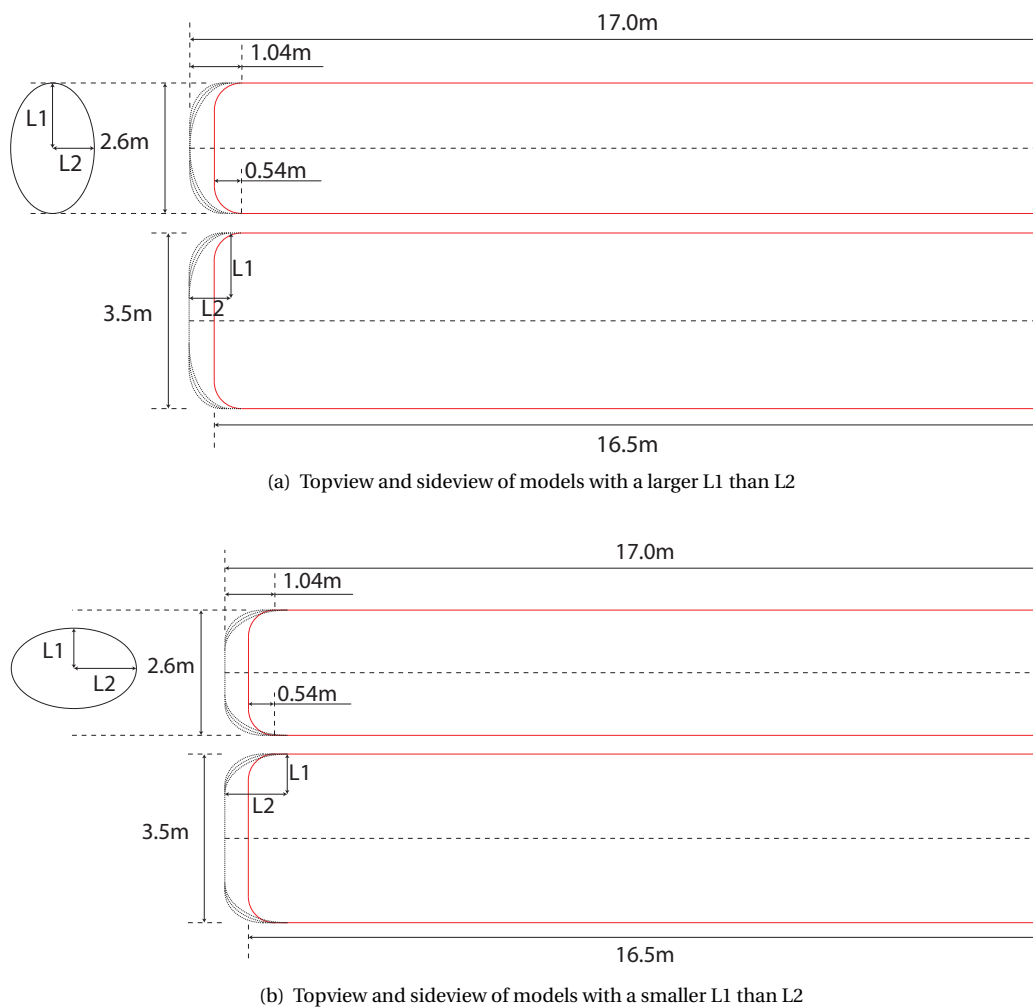 17.0m
1.04m
L1
2.6m
L2
0.54m
L1
L2
3.5m
16.5m
(a) Topview and sideview of models with a larger L1 than L2
17.0m
1.04m
L1
2.6m
L2
0.54m
L1
L2
3.5m
16.5m
(b) Topview and sideview of models with a smaller L1 than L2